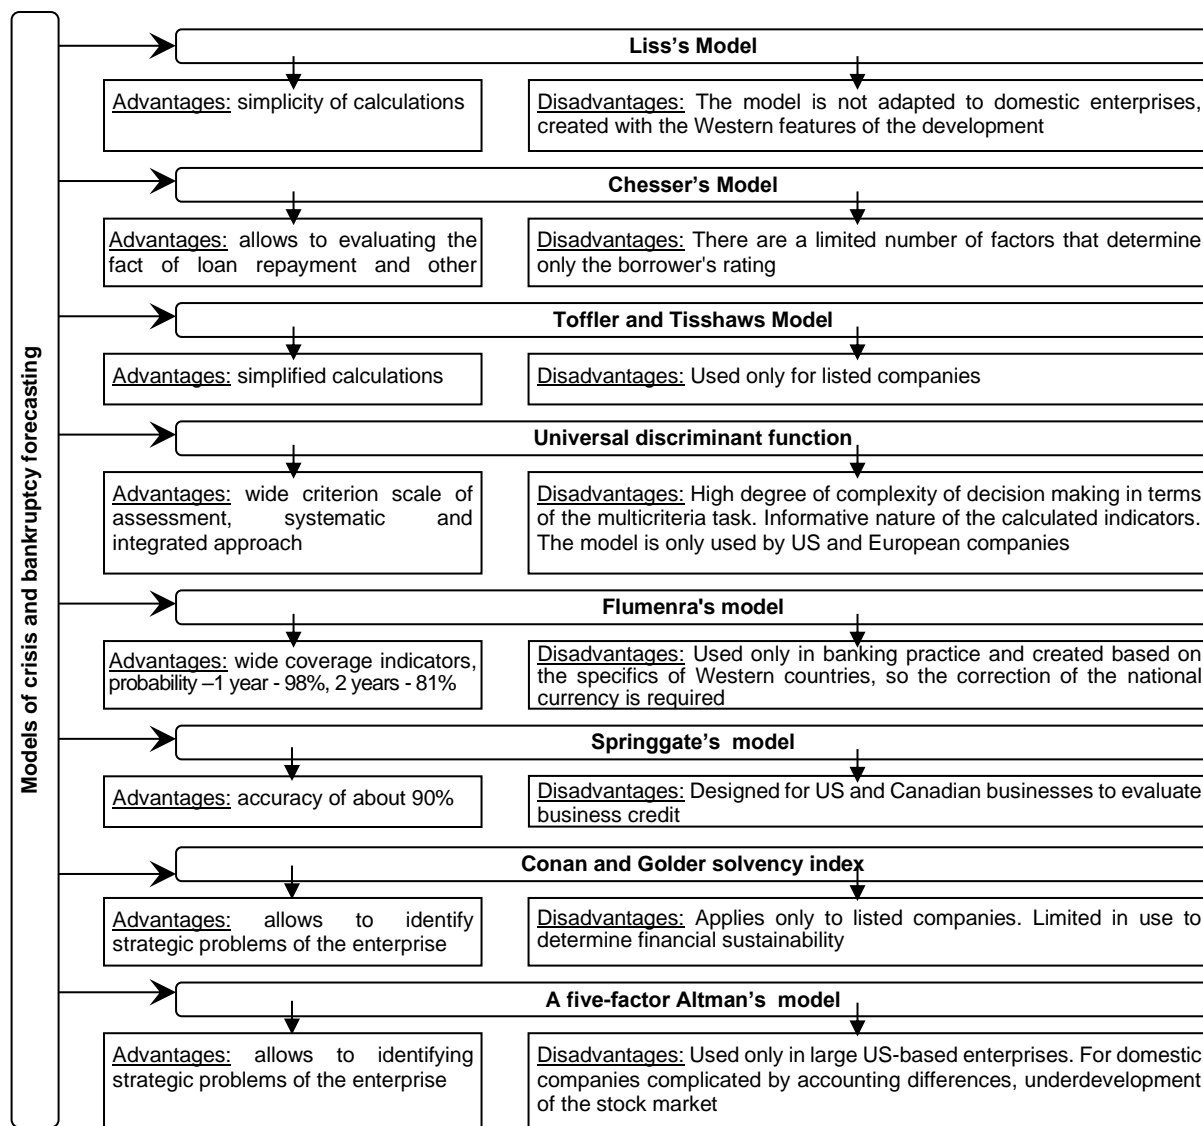 Models of crisis and bankruptcy forecasting
Liss's Model
Advantages: simplicity of calculations
Disadvantages: The model is not adapted to domestic enterprises,
created with the Western features of the development
Chesser's Model
Advantages: allows to evaluating the
fact of loan repayment and other
Disadvantages: There are a limited number of factors that determine
only the borrower's rating
Toffler and Tisshaws Model
Advantages: simplified calculations
Disadvantages: Used only for listed companies
Universal discriminant function
Advantages: wide criterion scale of
assessment, systematic and
integrated approach
Disadvantages: High degree of complexity of decision making in terms
of the multicriteria task. Informative nature of the calculated indicators.
The model is only used by US and European companies
Flumenra's model
Advantages: wide coverage indicators,
probability –1 year - 98%, 2 years - 81%
Disadvantages: Used only in banking practice and created based on
the specifics of Western countries, so the correction of the national
currency is required
Springgate's model
Advantages: accuracy of about 90%
Disadvantages: Designed for US and Canadian businesses to evaluate
business credit
Conan and Golder solvency index
Advantages: allows to identify
strategic problems of the enterprise
Disadvantages: Applies only to listed companies. Limited in use to
determine financial sustainability
A five-factor Altman's model
Advantages: allows to identifying
strategic problems of the enterprise
Disadvantages: Used only in large US-based enterprises. For domestic
companies complicated by accounting differences, underdevelopment
of the stock market